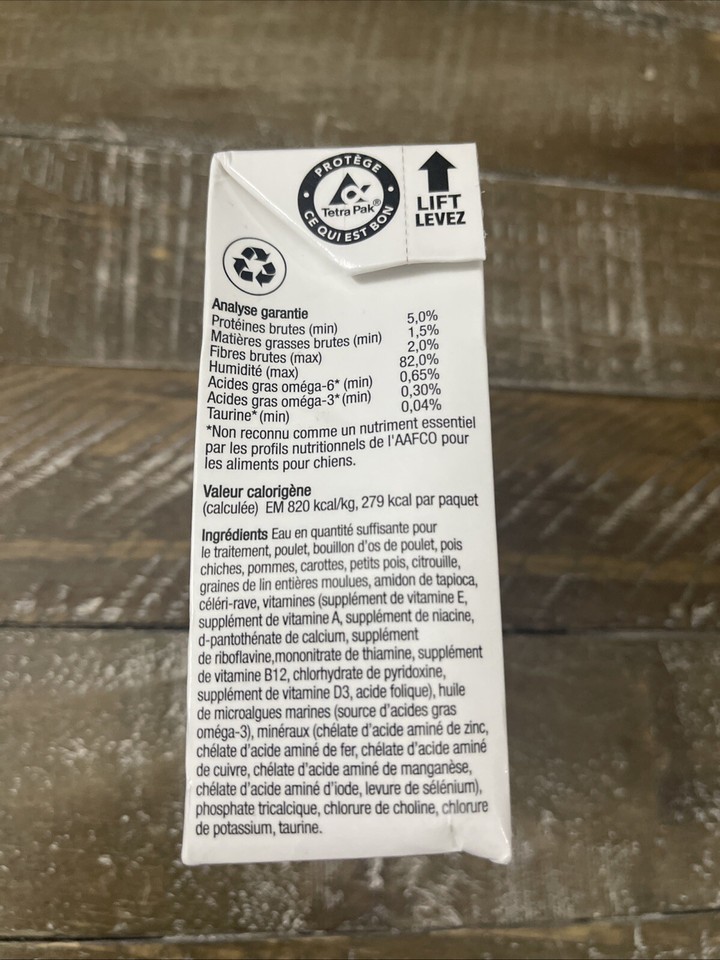 PROTÈGE
Tetra Pak®
CE QUI EST BON
LIFT
LEVEZ
Analyse garantie
Protéines brutes (min) 5,0%
Matières grasses brutes (min) 1,5%
Fibres brutes (max) 2,0%
Humidité (max) 82,0%
Acides gras oméga-6* (min) 0,65%
Acides gras oméga-3* (min) 0,30%
Taurine* (min) 0,04%
*Non reconnu comme un nutriment essentiel
par les profils nutritionnels de l'AAFCO pour
les aliments pour chiens.
Valeur calorigène
(calculée) EM 820 kcal/kg, 279 kcal par paquet
Ingrédients Eau en quantité suffisante pour
le traitement, poulet, bouillon d'os de poulet, pois
chiches, pommes, carottes, petits pois, citrouille,
graines de lin entières moulues, amidon de tapioca,
céléri-rave, vitamines (supplément de vitamine E,
supplément de vitamine A, supplément de niacine,
d-pantothénate de calcium, supplément
de riboflavine,mononitrate de thiamine, supplément
de vitamine B12, chlorhydrate de pyridoxine,
supplément de vitamine D3, acide folique), huile
de microalgues marines (source d'acides gras
oméga-3), minéraux (chélate d'acide aminé de zinc,
chélate d'acide aminé de fer, chélate d'acide aminé
de cuivre, chélate d'acide aminé de manganèse,
chélate d'acide aminé d'iode, levure de sélénium),
phosphate tricalcique, chlorure de choline, chlorure
de potassium, taurine.